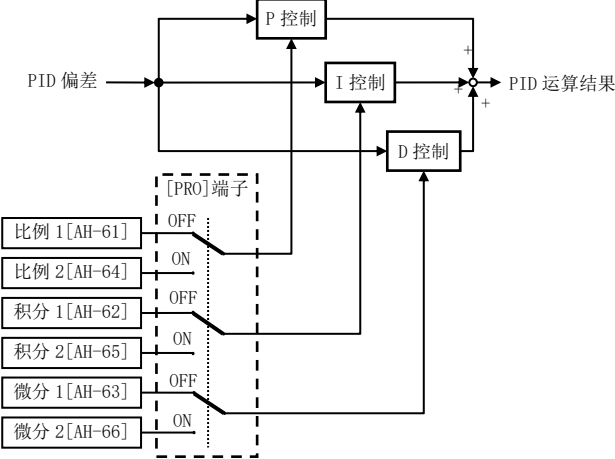 P 控制
+
PID 偏差
I 控制
+
PID 运算结果
+
D 控制
[PRO]端子
OFF
比例 1[AH-61]
ON
比例 2[AH-64]
OFF
积分 1[AH-62]
ON
积分 2[AH-65]
OFF
微分 1[AH-63]
ON
微分 2[AH-66]